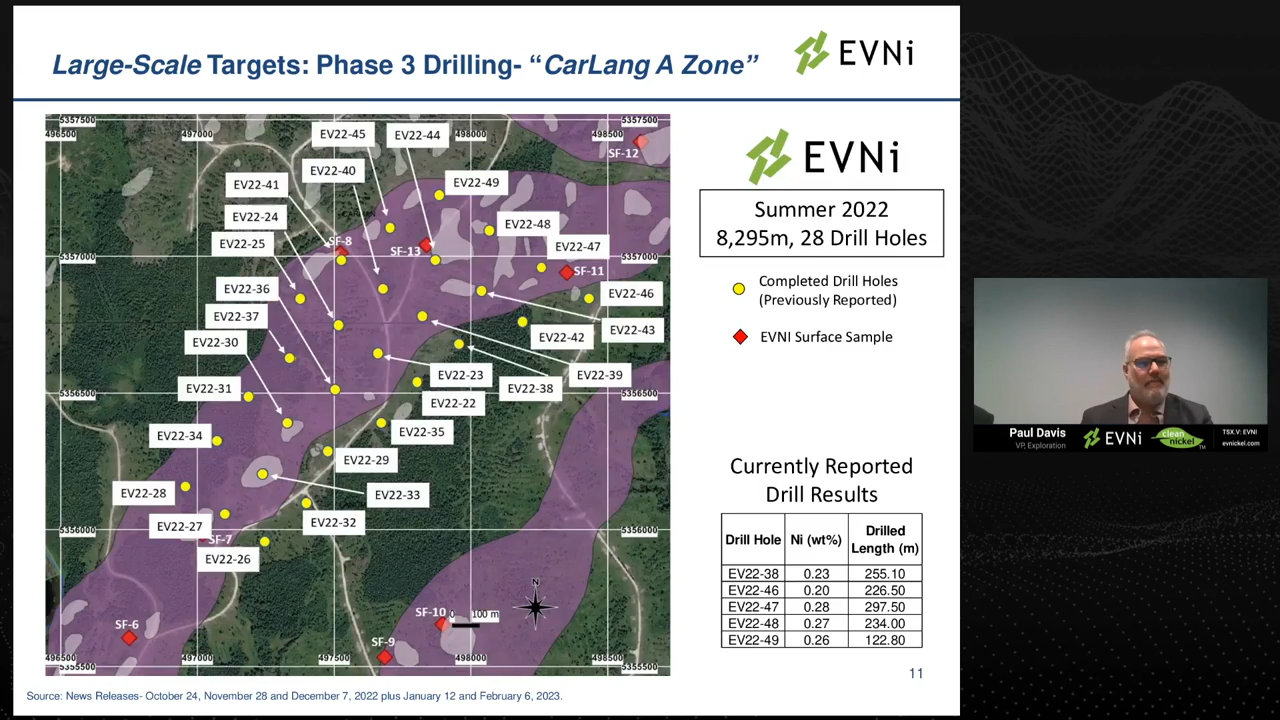 Large-Scale Targets: Phase 3 Drilling- “CarLang A Zone”
EVNi
5357500
496500
497000
498000
498500
5357500
EV22-45
EV22-44
SF-12
EV22-40
EV22-41
EV22-49
EV22-24
EV22-48
EV22-25
SF-8
SF-13
EV22-47
5357000
5357000
SF-11
EV22-36
EV22-46
EV22-37
EV22-43
EV22-30
EV22-42
EV22-31
EV22-23
EV22-39
EV22-38
5356500
5356500
EV22-22
EV22-34
EV22-35
EV22-29
EV22-28
EV22-33
EV22-27
EV22-32
5356000
5356000
SF-7
EV22-26
N
SF-6
SF-10
0 100 m
SF-9
496500
497000
497500
498000
498500
5355500
5355500
EVNi
Summer 2022
8,295m, 28 Drill Holes
Completed Drill Holes
(Previously Reported)
EVNI Surface Sample
Currently Reported
Drill Results
Drill Hole Ni (wt%) Drilled Length (m)
EV22-38 0.23 255.10
EV22-46 0.20 226.50
EV22-47 0.28 297.50
EV22-48 0.27 234.00
EV22-49 0.26 122.80
11
Source: News Releases- October 24, November 28 and December 7, 2022 plus January 12 and February 6, 2023.
Paul Davis
VP, Exploration
EVNi
clean nickel™
TSX.V: EVNI
evnickel.com